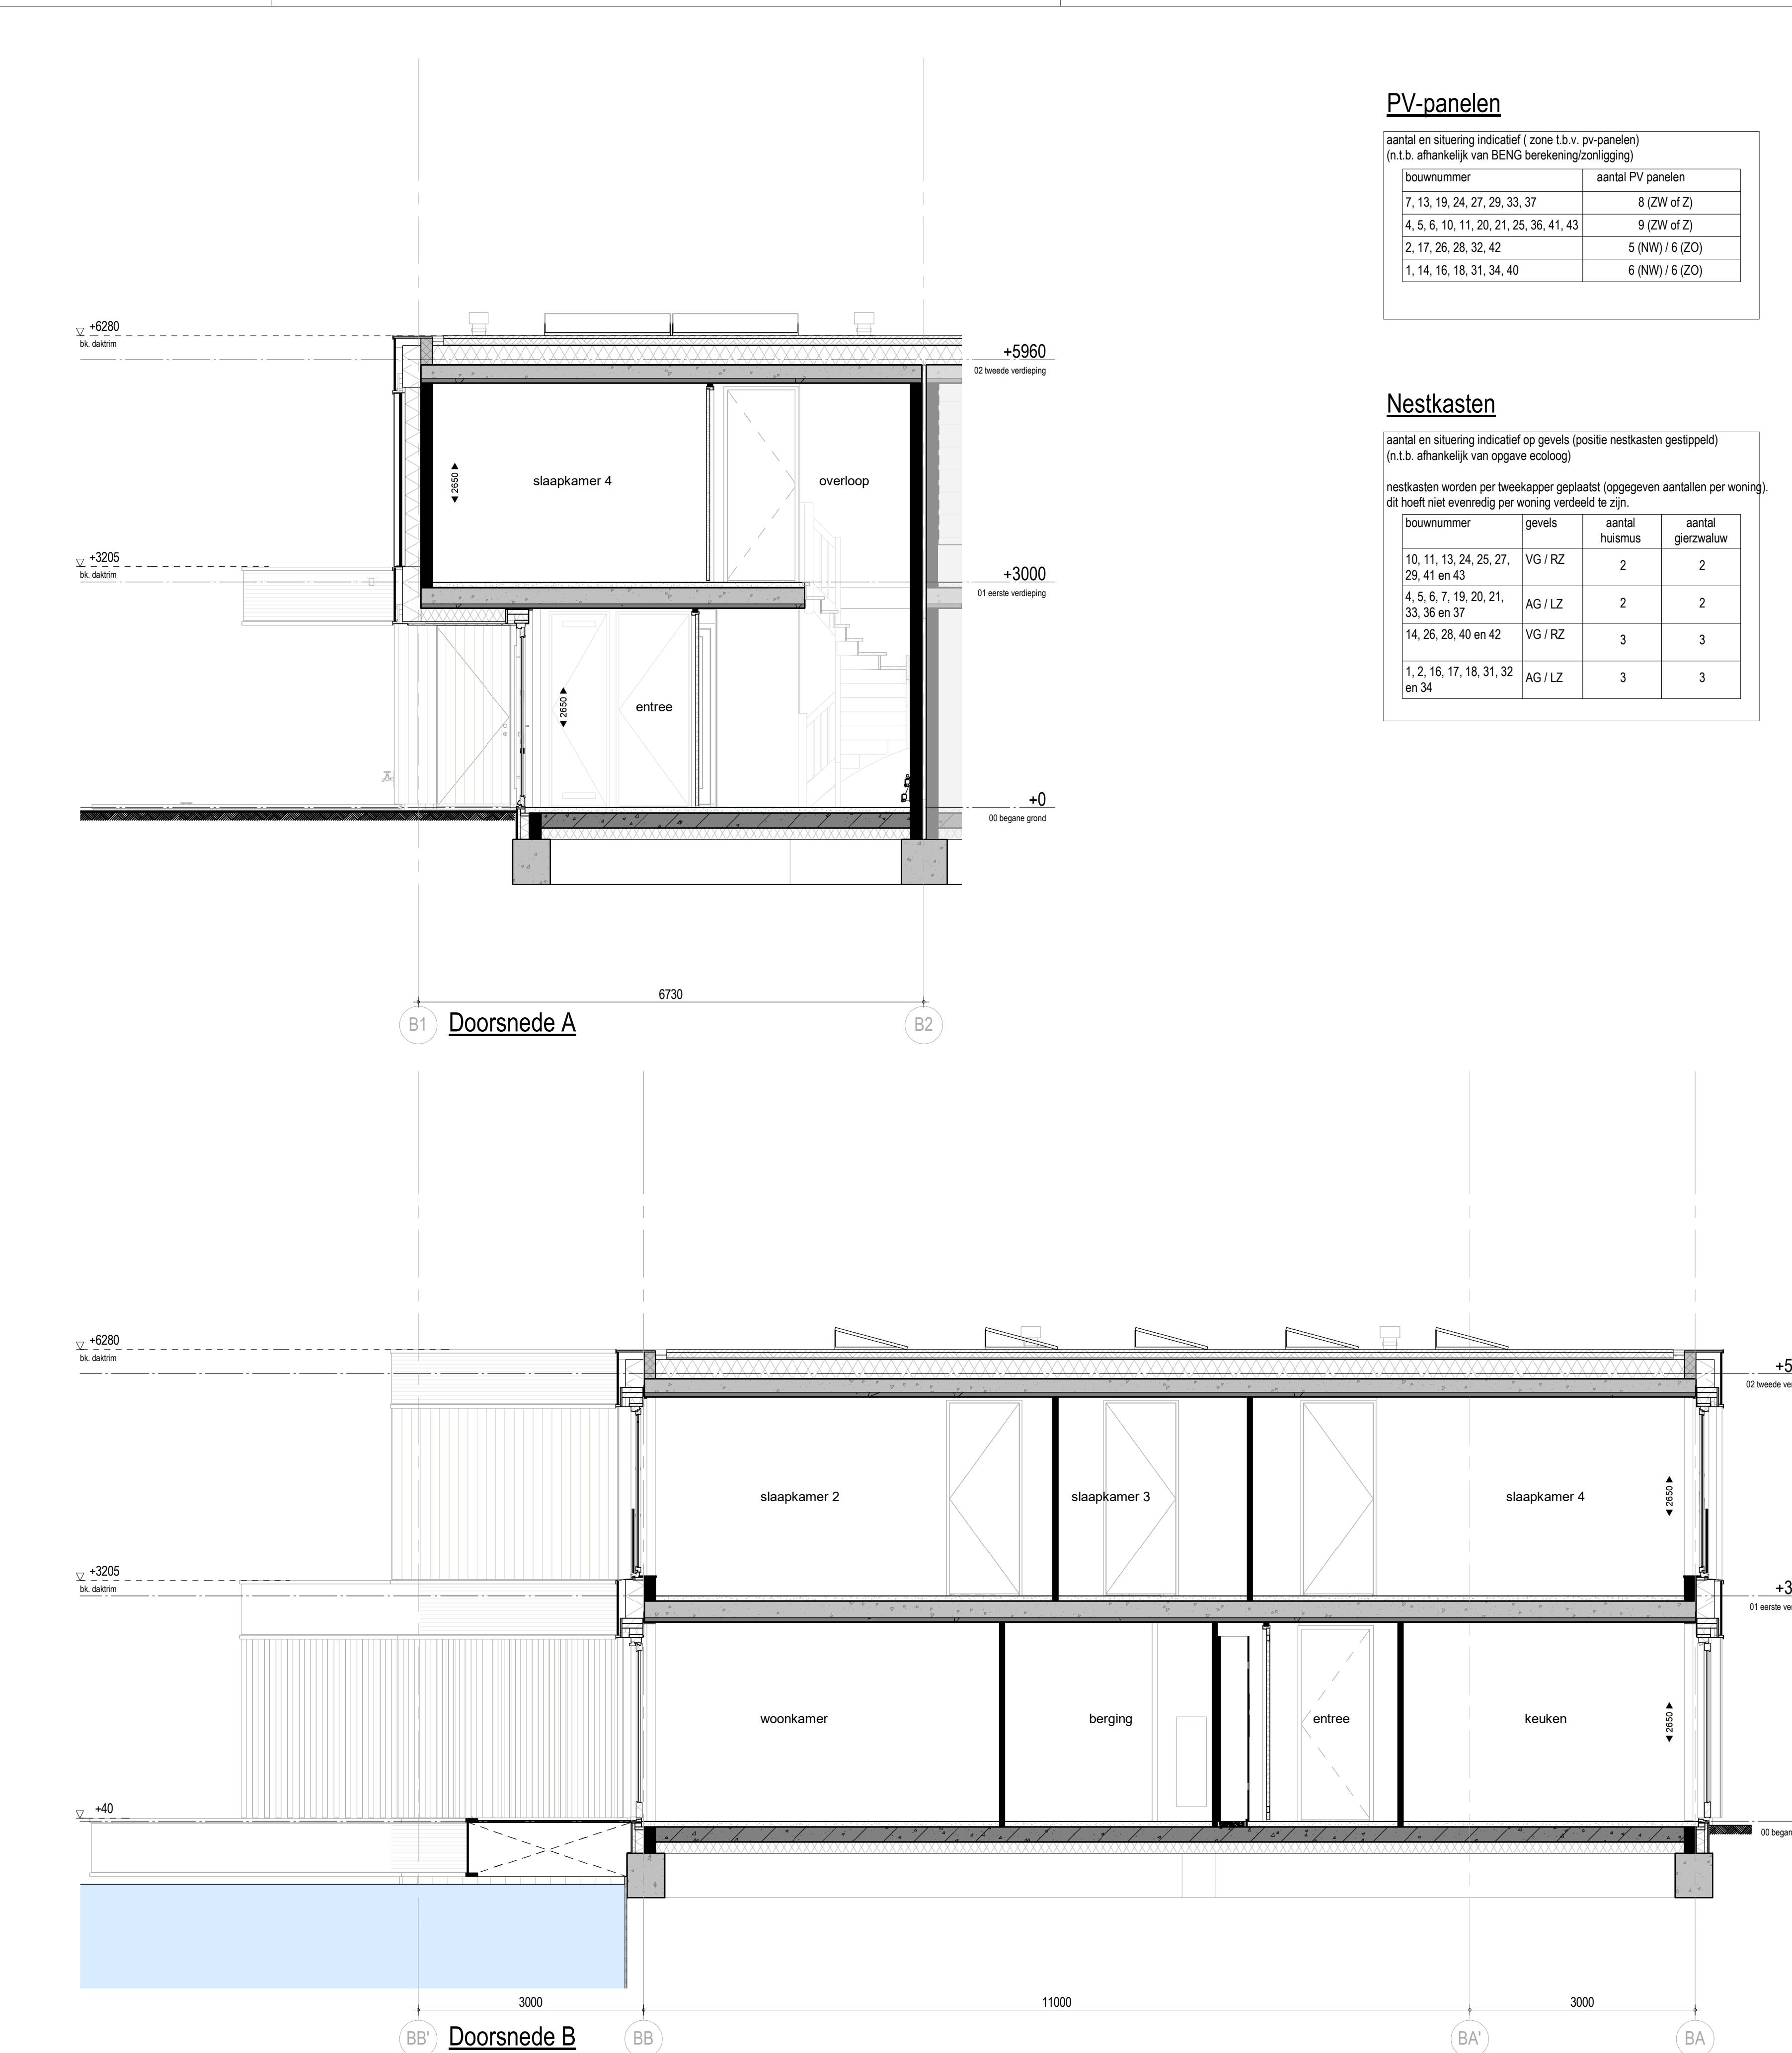 PV-panelen
aantal en situering indicatief ( zone t.b.v. pv-panelen)
(n.t.b. afhankelijk van BENG berekening/zonligging)
bouwnummer aantal PV panelen
7, 13, 19, 24, 27, 29, 33, 37 8 (ZW of Z)
4, 5, 6, 10, 11, 20, 21, 25, 36, 41, 43 9 (ZW of Z)
2, 17, 26, 28, 32, 42 5 (NW) / 6 (ZO)
1, 14, 16, 18, 31, 34, 40 6 (NW) / 6 (ZO)
Nestkasten
aantal en situering indicatief op gevels (positie nestkasten gestippeld)
(n.t.b. afhankelijk van opgave ecoloog)
nestkasten worden per tweekapper geplaatst (opgegeven aantallen per woning).
dit hoeft niet evenredig per woning verdeeld te zijn.
bouwnummer gevels aantal aantal
huismus gierzwaluw
10, 11, 13, 24, 25, 27, VG / RZ 2 2
29, 41 en 43
4, 5, 6, 7, 19, 20, 21, AG / LZ 2 2
33, 36 en 37
14, 26, 28, 40 en 42 VG / RZ 3 3
1, 2, 16, 17, 18, 31, 32 AG / LZ 3 3
en 34
+6280
bk. daktrim
+5960
02 tweede verdieping
2650
slaapkamer 4
overloop
+3205
bk. daktrim
+3000
01 eerste verdieping
2650
entree
+0
00 begane grond
6730
B1
Doorsnede A
B2
+6280
bk. daktrim
+5
02 tweede ve
slaapkamer 2
slaapkamer 3
slaapkamer 4
2650
+3205
bk. daktrim
+3
01 eerste ve
woonkamer
berging
entree
keuken
2650
+40
00 began
3000
11000
3000
BB'
Doorsnede B
BB
BA'
BA